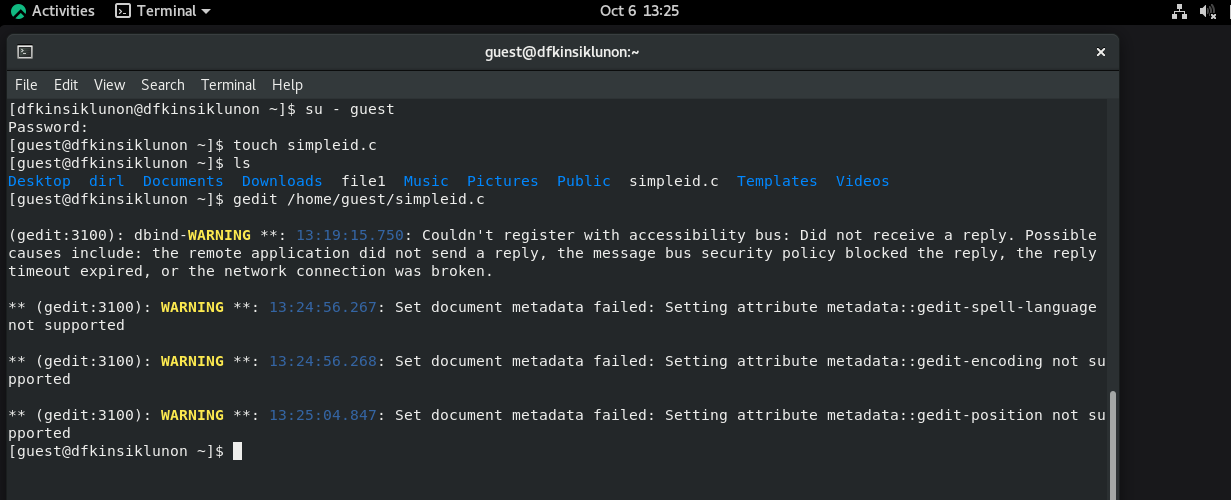 Activities Terminal Oct 6 13:25
guest@dfkinsiklunon:~
File Edit View Search Terminal Help
[dfkinsiklunon@dfkinsiklunon ~]$ su - guest
Password:
[guest@dfkinsiklunon ~]$ touch simpleid.c
[guest@dfkinsiklunon ~]$ ls
Desktop dirl Documents Downloads file1 Music Pictures Public simpleid.c Templates Videos
[guest@dfkinsiklunon ~]$ gedit /home/guest/simpleid.c
(gedit:3100): dbind-WARNING **: 13:19:15.750: Couldn't register with accessibility bus: Did not receive a reply. Possible
causes include: the remote application did not send a reply, the message bus security policy blocked the reply, the reply
timeout expired, or the network connection was broken.
** (gedit:3100): WARNING **: 13:24:56.267: Set document metadata failed: Setting attribute metadata::gedit-spell-language
not supported
** (gedit:3100): WARNING **: 13:24:56.268: Set document metadata failed: Setting attribute metadata::gedit-encoding not su
pported
** (gedit:3100): WARNING **: 13:25:04.847: Set document metadata failed: Setting attribute metadata::gedit-position not su
pported
[guest@dfkinsiklunon ~]$